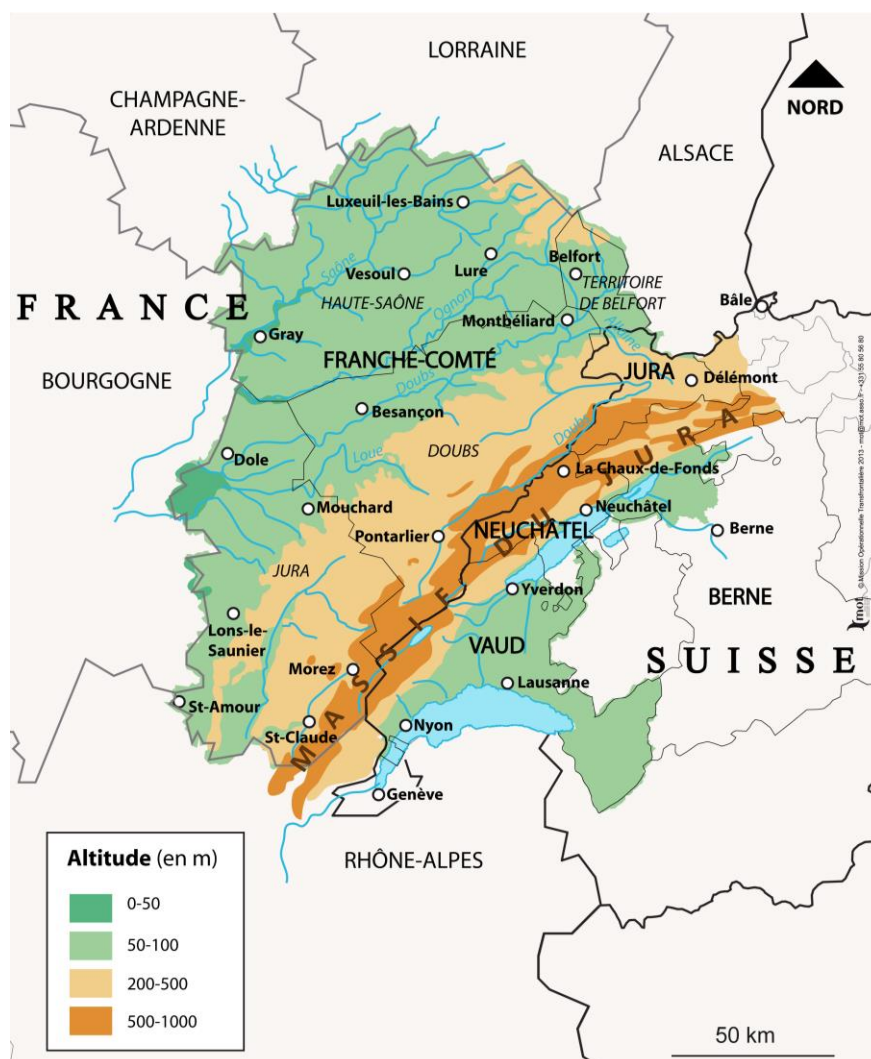 LORRAINE
CHAMPAGNE-
ARDENNE
NORD
ALSACE
Luxeuil-les-Bains
Saône
Vesoul
Lure
Belfort
HAUTE-SAÔNE
Ognon
TERRITOIRE
DE BELFORT
FRANCE
Bâle
Montbéliard
Gray
Allaine
FRANCHE-COMTÉ
JURA
BOURGOGNE
Doubs
Délémont
Besançon
Doubs
Loue
DOUBS
Dole
La Chaux-de-Fonds
Mouchard
Neuchâtel
Pontarlier
NEUCHÂTEL
Berne
JURA
Yverdon
BERNE
Lons-le-
Saunier
VAUD
SUISSE
Morez
Lausanne
St-Amour
St-Claude
Nyon
MASSIF DU JURA
Genève
RHÔNE-ALPES
mot
Altitude (en m)
0-50
50-100
200-500
500-1000
50 km